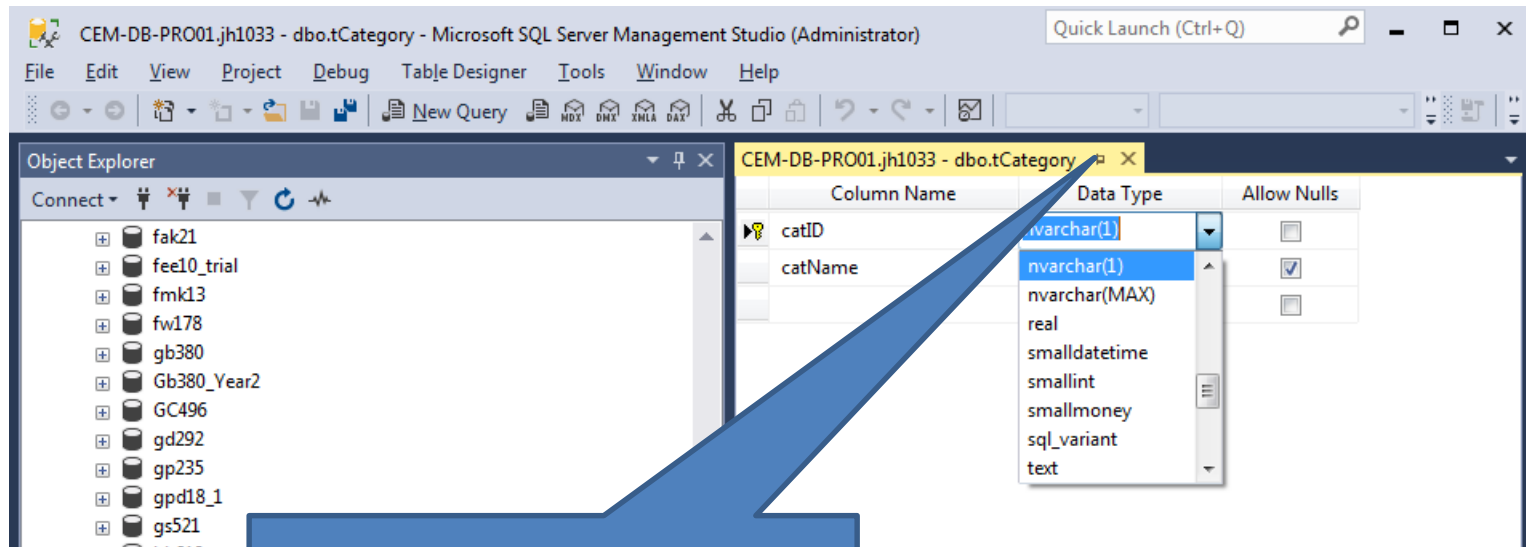 CEM-DB-PRO01.jh1033 - dbo.tCategory - Microsoft SQL Server Management Studio (Administrator)
Quick Launch (Ctrl+Q)
File Edit View Project Debug Table Designer Tools Window Help
New Query MDX DMX XMLA DAX
Object Explorer
Connect
fak21
fee10_trial
fmk13
fw178
gb380
Gb380_Year2
GC496
gd292
gp235
gpd18_1
gs521
CEM-DB-PRO01.jh1033 - dbo.tCategory
Column Name Data Type Allow Nulls
catID nvarchar(1)
catName
nvarchar(1)
nvarchar(MAX)
real
smalldatetime
smallint
smallmoney
sql_variant
text